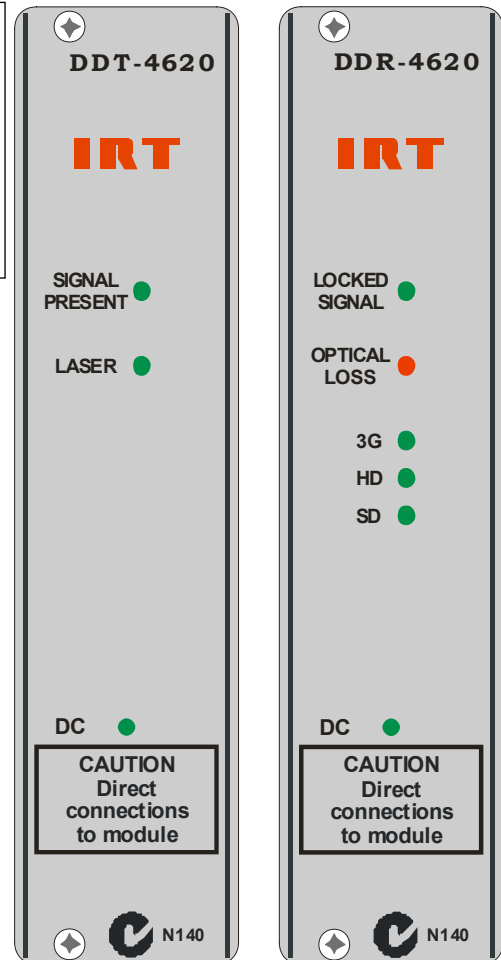 DDT-4620
IRT
SIGNAL
PRESENT
LASER
DC
CAUTION
Direct
connections
to module
N140
DDR-4620
IRT
LOCKED
SIGNAL
OPTICAL
LOSS
3G
HD
SD
DC
CAUTION
Direct
connections
to module
N140